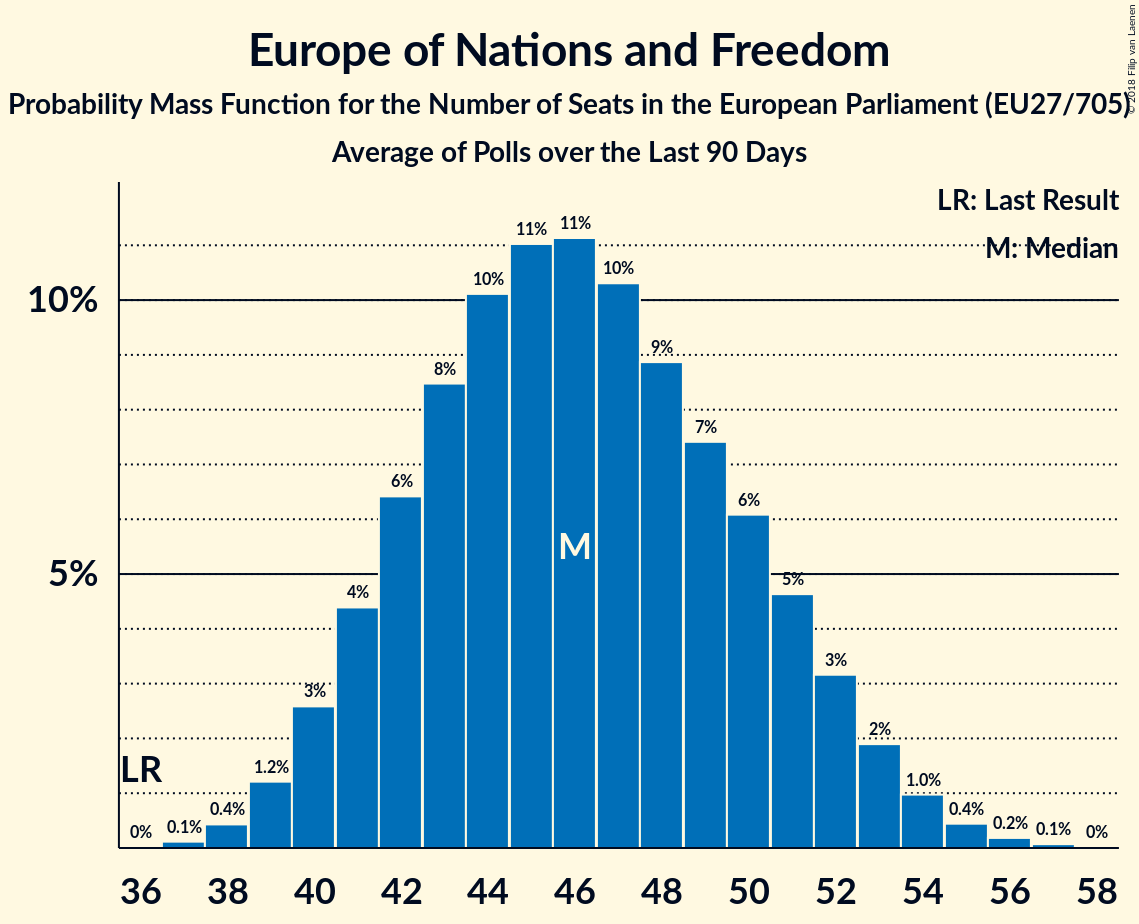 Europe of Nations and Freedom
Probability Mass Function for the Number of Seats in the European Parliament (EU27/705)
Average of Polls over the Last 90 Days
© 2018 Filip van Laenen
LR: Last Result
M: Median
10%
5%
LR
M
0%
0.1%
0.4%
1.2%
3%
4%
6%
8%
10%
11%
11%
10%
9%
7%
6%
5%
3%
2%
1.0%
0.4%
0.2%
0.1%
0%
36 38 40 42 44 46 48 50 52 54 56 58